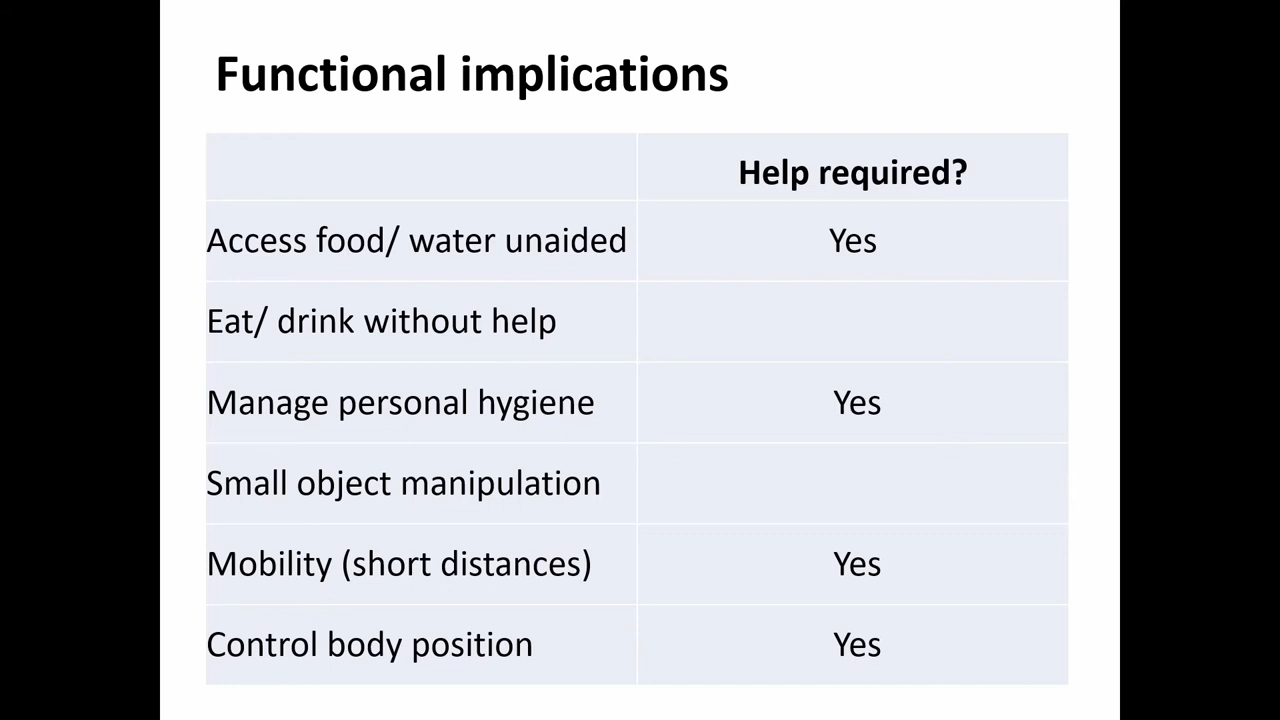 Functional implications
Help required?
Access food/ water unaided Yes
Eat/ drink without help
Manage personal hygiene Yes
Small object manipulation
Mobility (short distances) Yes
Control body position Yes